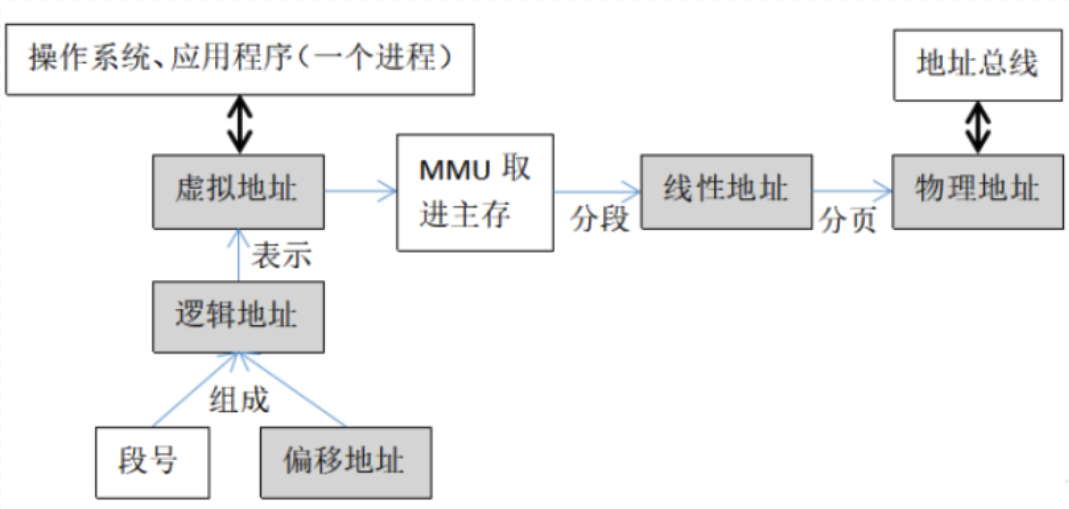 操作系统、应用程序（一个进程）
地址总线
虚拟地址
MMU 取
进主存
分段
线性地址
分页
物理地址
表示
逻辑地址
组成
段号
偏移地址